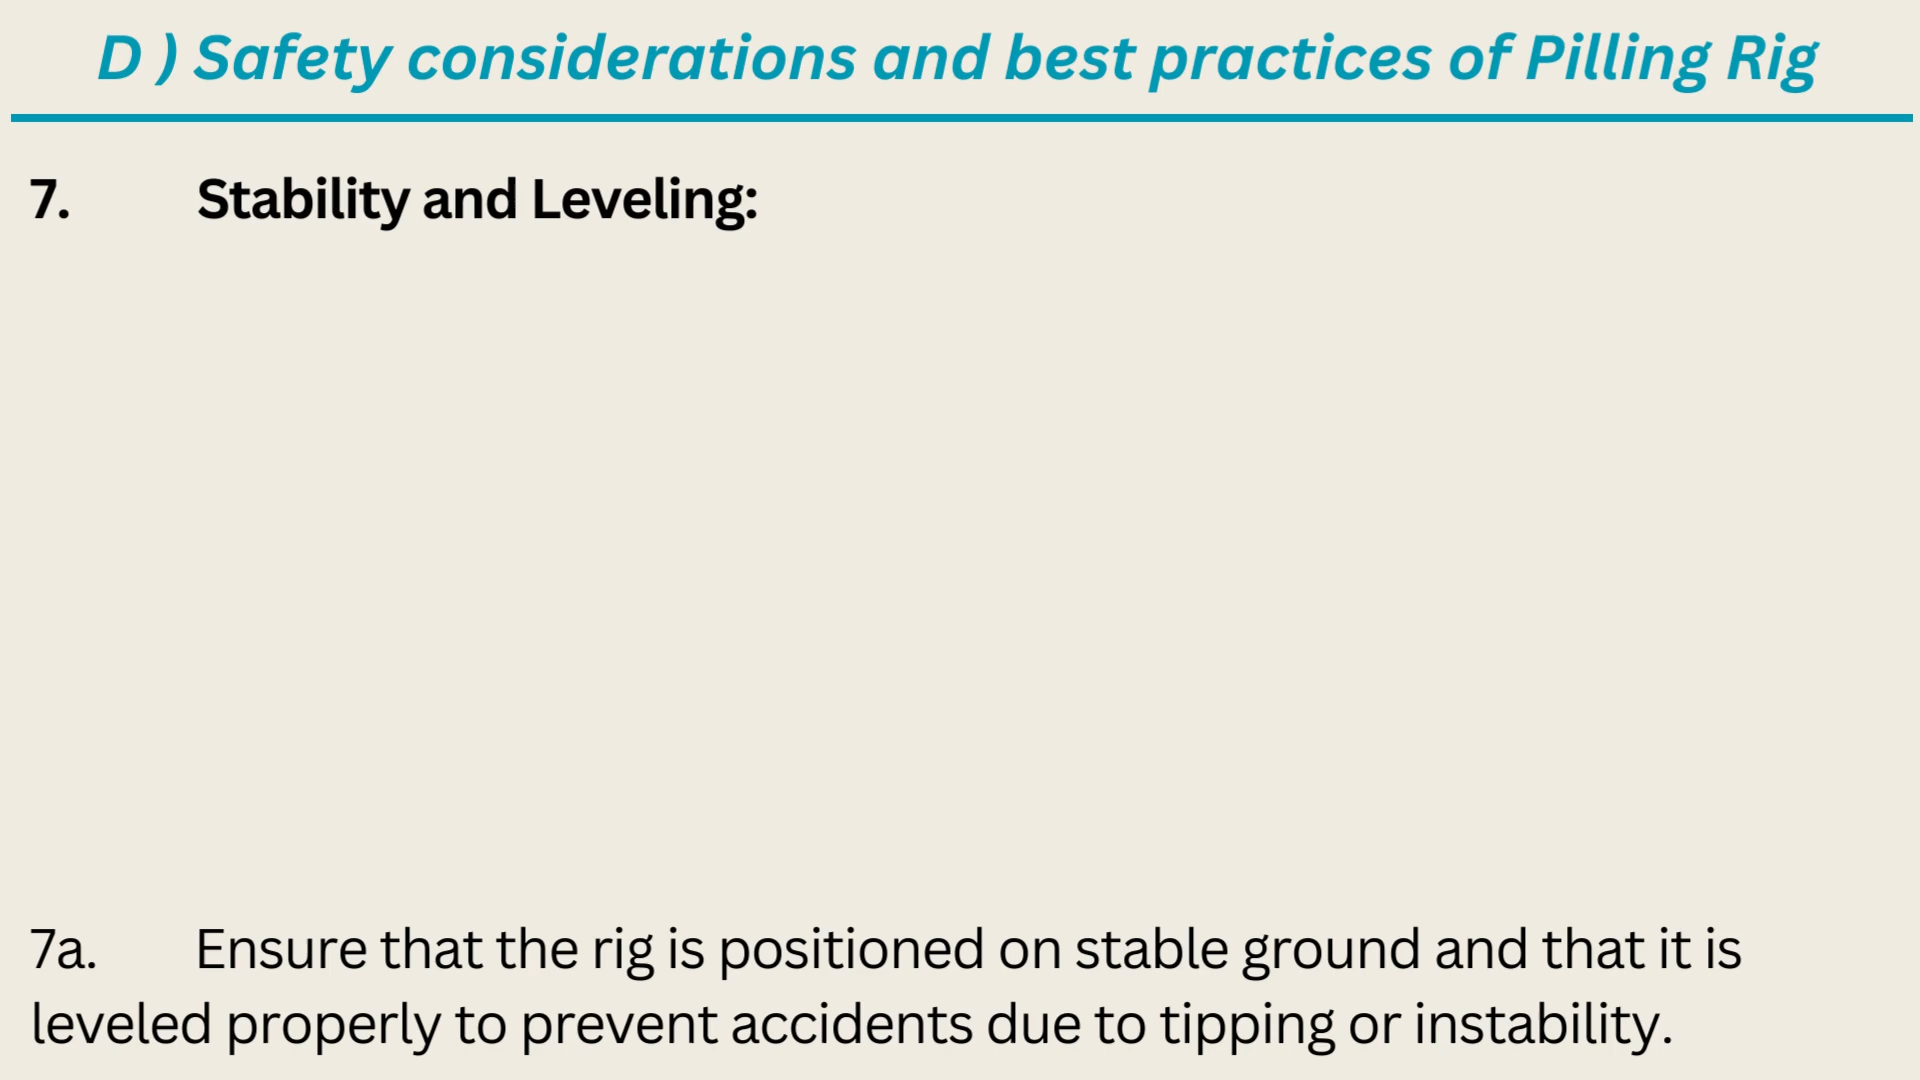 D ) Safety considerations and best practices of Pilling Rig
7. Stability and Leveling:
7a. Ensure that the rig is positioned on stable ground and that it is
leveled properly to prevent accidents due to tipping or instability.